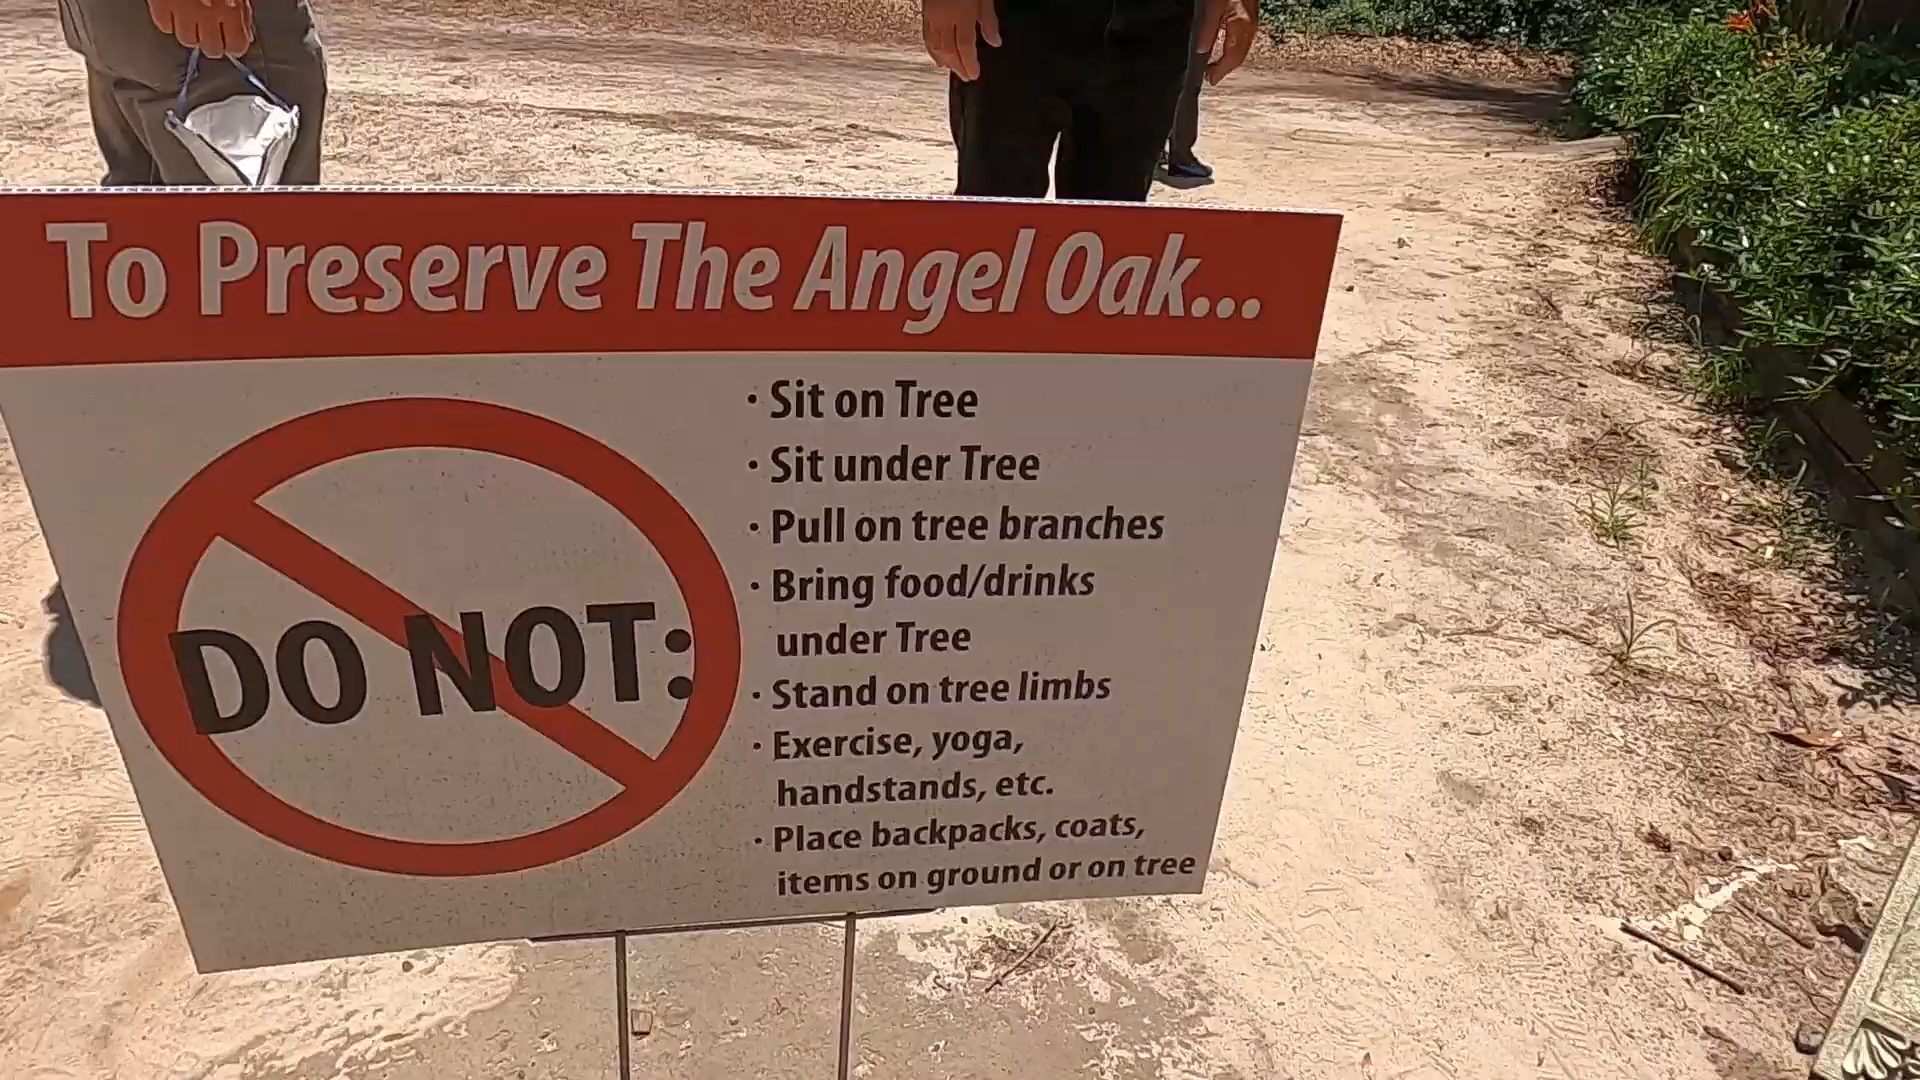 To Preserve The Angel Oak...
DO NOT:
· Sit on Tree
· Sit under Tree
· Pull on tree branches
· Bring food/drinks
under Tree
· Stand on tree limbs
· Exercise, yoga,
handstands, etc.
· Place backpacks, coats,
items on ground or on tree